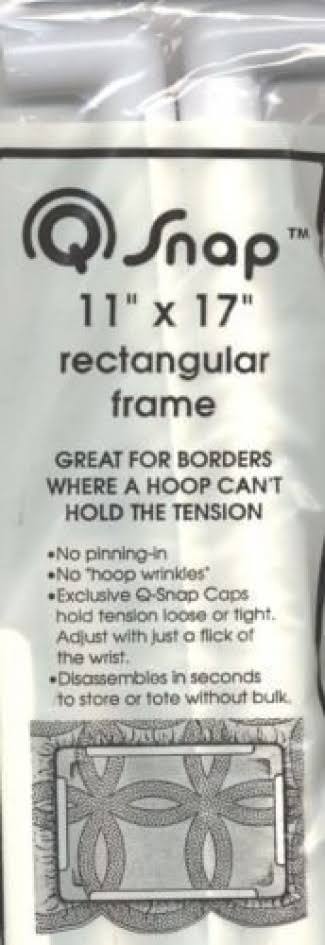 Q Snap™
11" x 17"
rectangular
frame
GREAT FOR BORDERS
WHERE A HOOP CAN'T
HOLD THE TENSION
•No pinning-in
•No "hoop wrinkles"
•Exclusive Q-Snap Caps
hold tension loose or tight.
Adjust with just a flick of
the wrist.
•Disassembles in seconds
to store or tote without bulk.